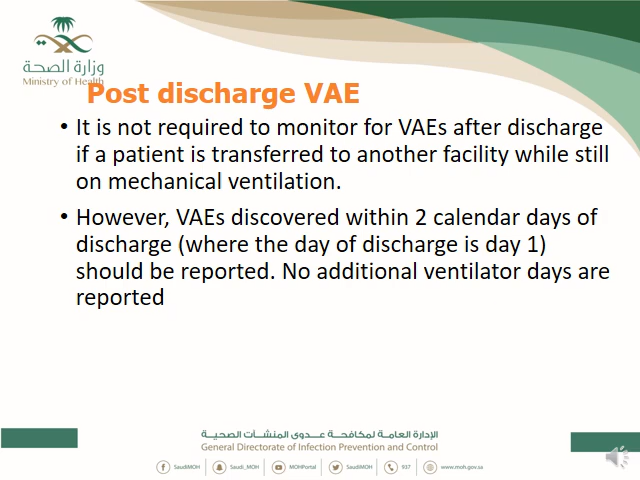 وزارة الصحة
Ministry of Health
Post discharge VAE
• It is not required to monitor for VAEs after discharge
if a patient is transferred to another facility while still
on mechanical ventilation.
• However, VAEs discovered within 2 calendar days of
discharge (where the day of discharge is day 1)
should be reported. No additional ventilator days are
reported
الإدارة العامة لمكافحة عدوى المنشآت الصحية
General Directorate of Infection Prevention and Control
SaudiMOH
Saudi_MOH
MOHPortal
SaudiMOH
937
www.moh.gov.sa